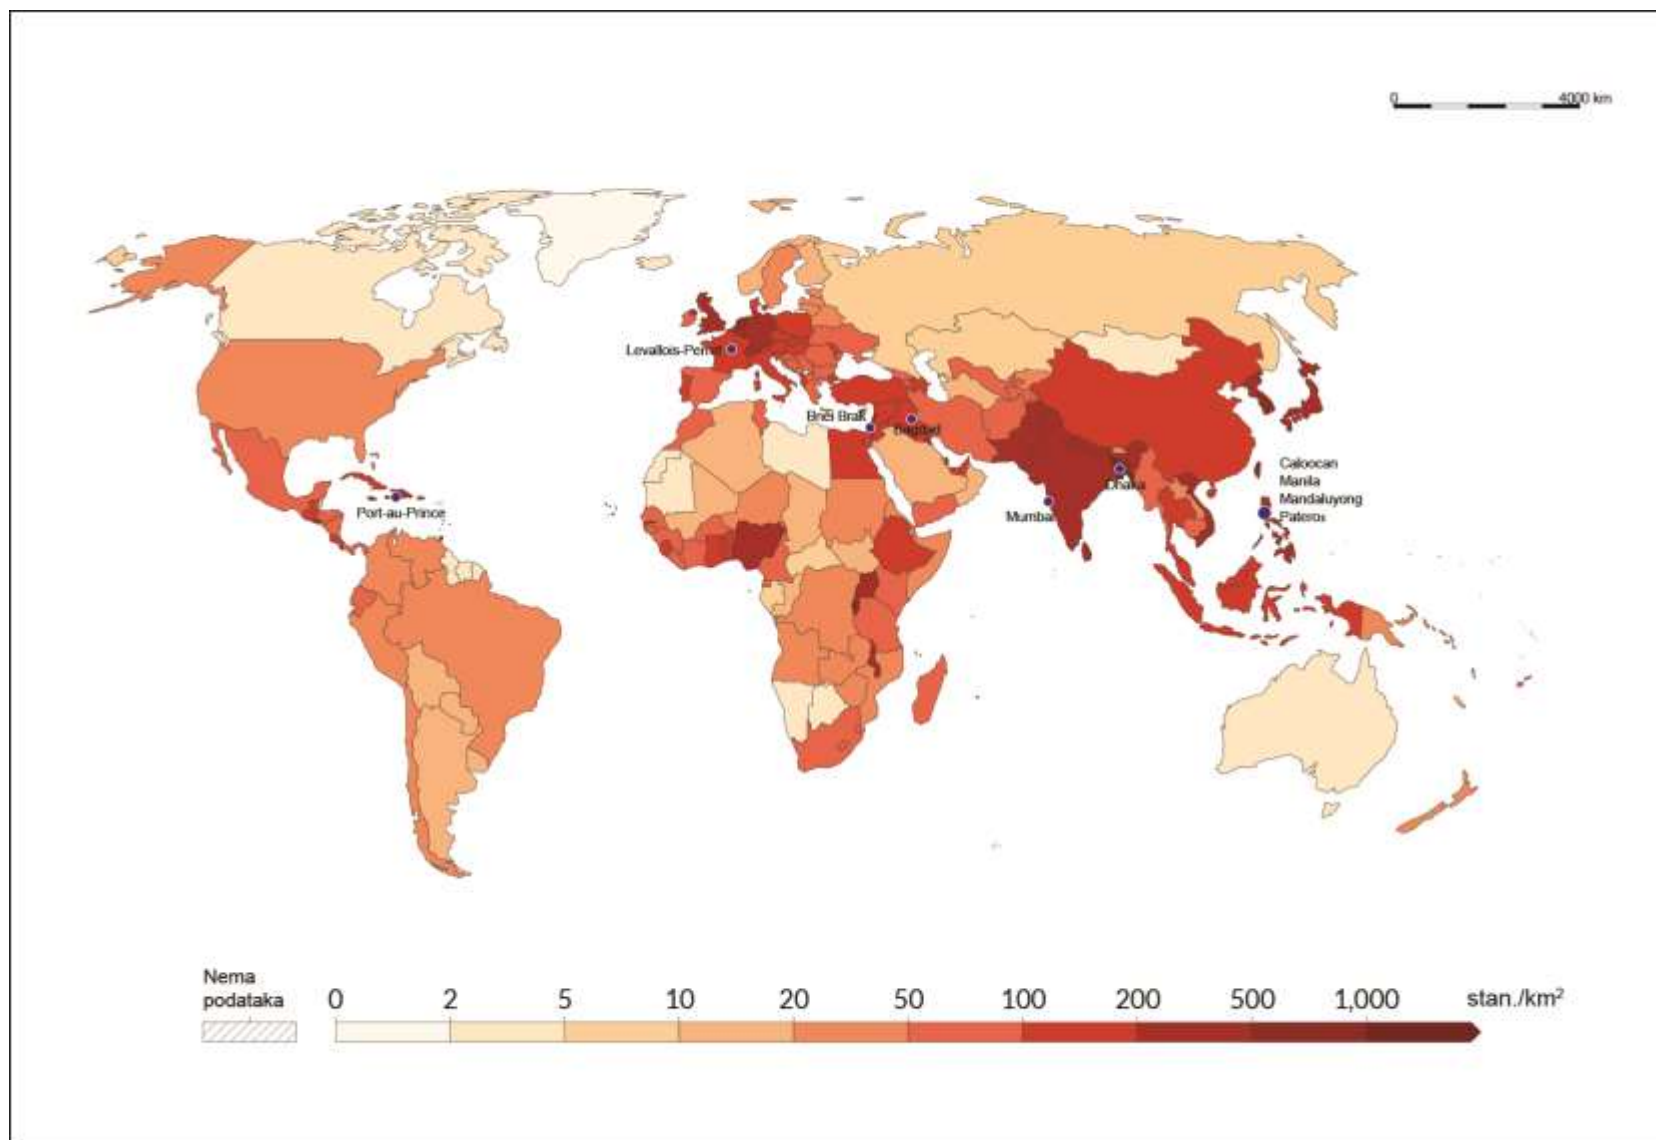 0 4000 km
Levallois-Perret
Bnei Brak
Bagdad
Dhaka
Mumbai
Port-au-Prince
Caloocan
Manila
Mandaluyong
Pateros
Nema
podataka
0 2 5 10 20 50 100 200 500 1,000 stan./km²